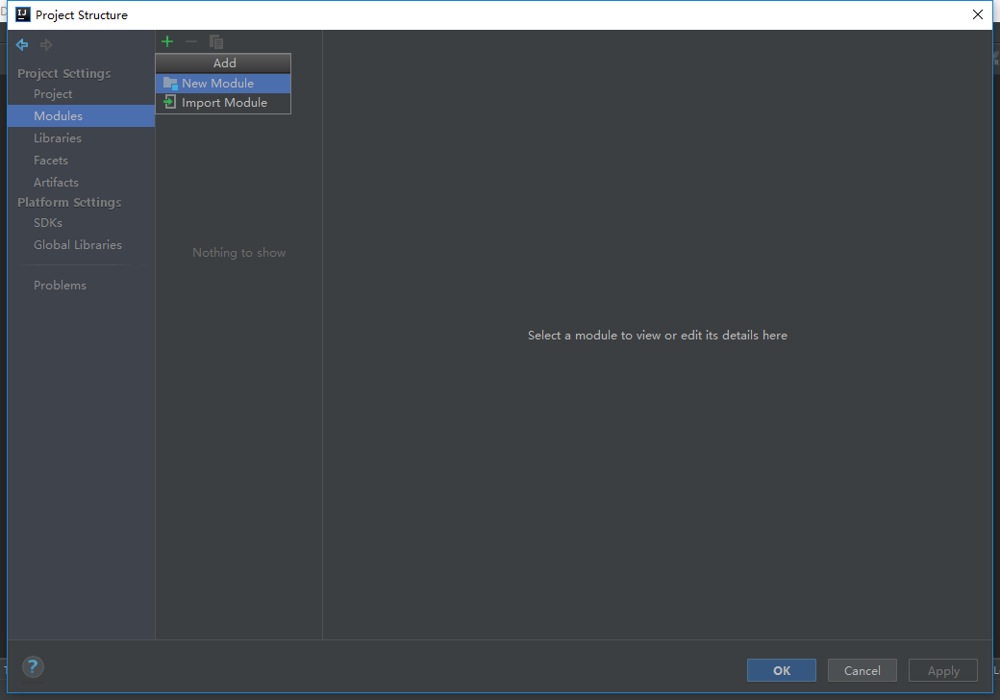 Project Structure
Project Settings
Project
Modules
Libraries
Facets
Artifacts
Platform Settings
SDKs
Global Libraries
Problems
Add
New Module
Import Module
Nothing to show
Select a module to view or edit its details here
?
OK
Cancel
Apply